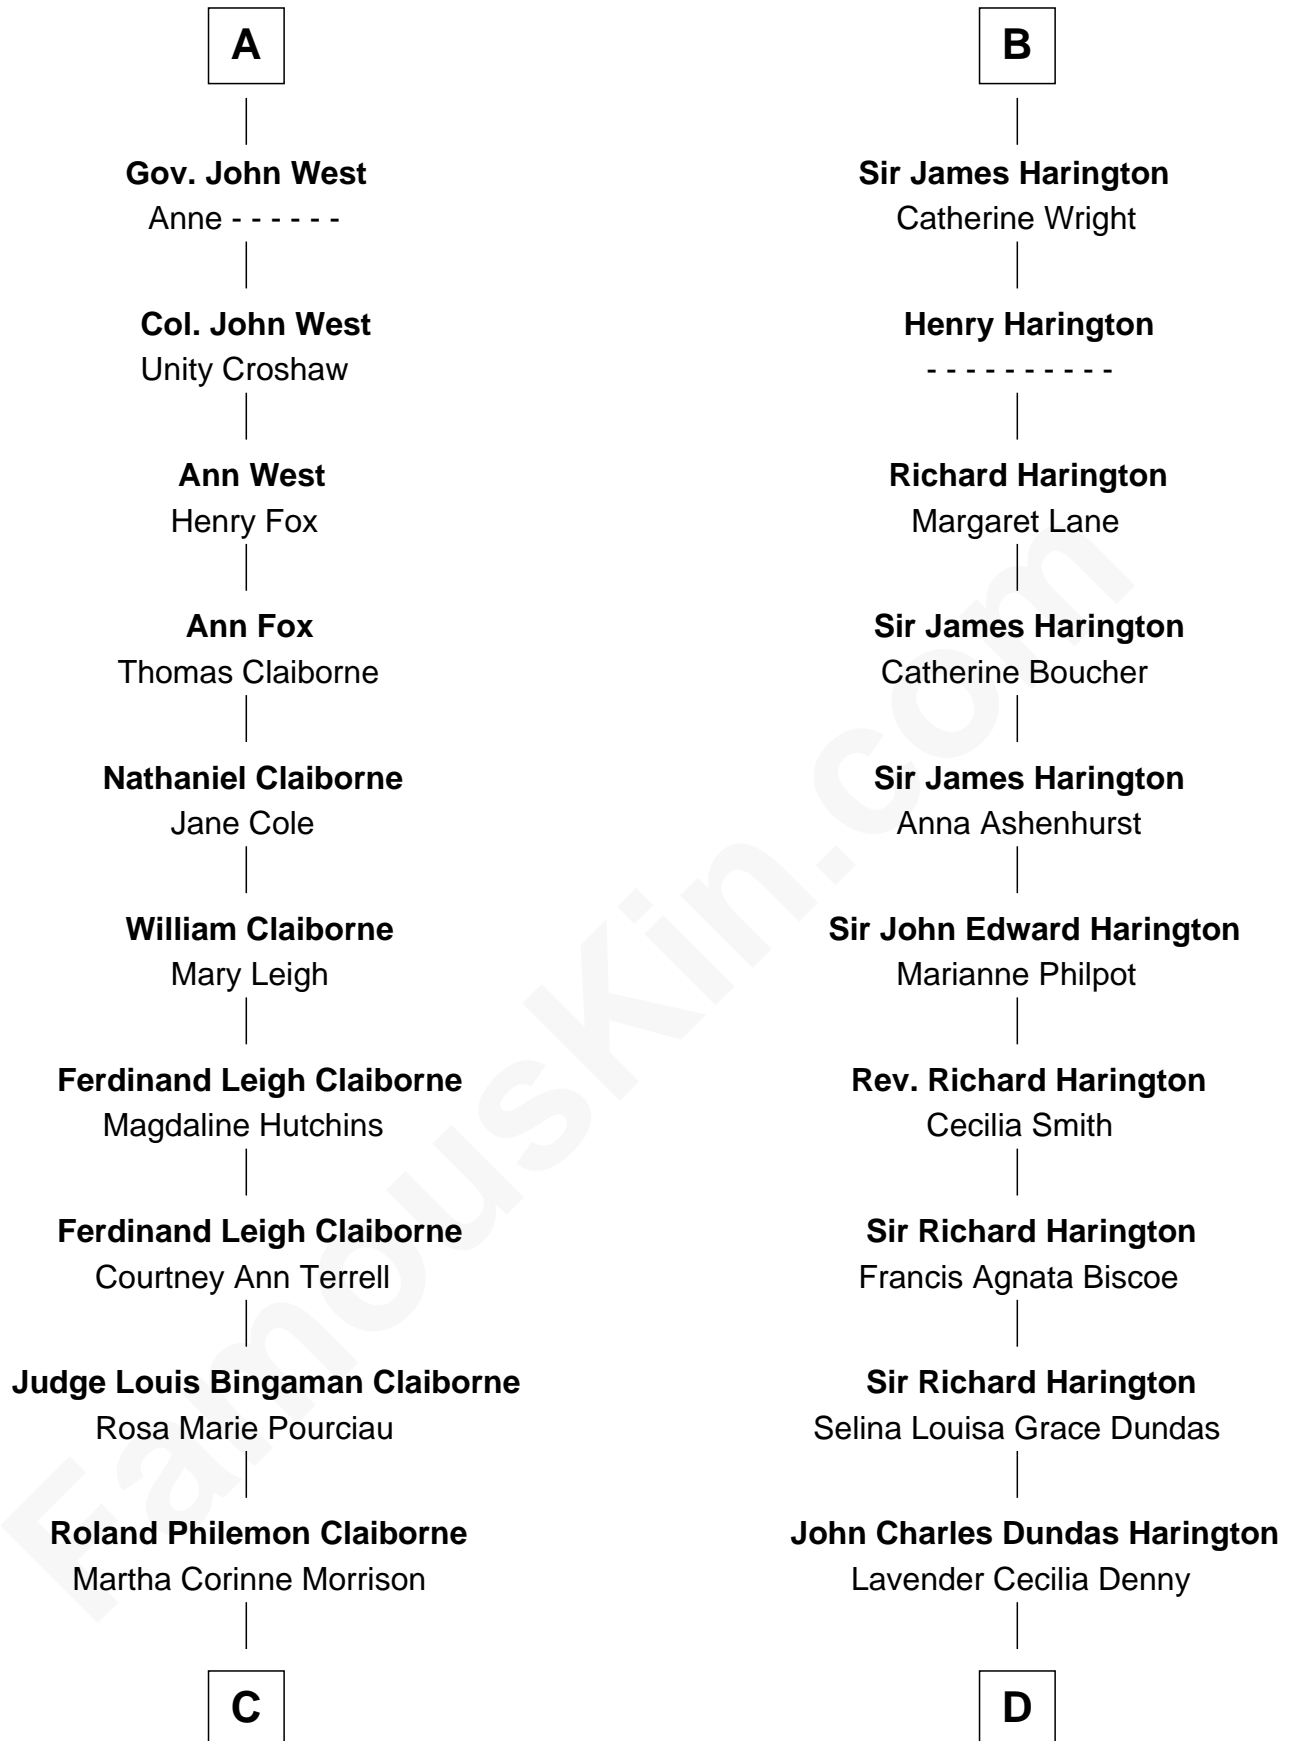 A
Gov. John West
Anne - - - - - -
Col. John West
Unity Croshaw
Ann West
Henry Fox
Ann Fox
Thomas Claiborne
Nathaniel Claiborne
Jane Cole
William Claiborne
Mary Leigh
Ferdinand Leigh Claiborne
Magdaline Hutchins
Ferdinand Leigh Claiborne
Courtney Ann Terrell
Judge Louis Bingaman Claiborne
Rosa Marie Pourciau
Roland Philemon Claiborne
Martha Corinne Morrison
C
B
Sir James Harington
Catherine Wright
Henry Harington
- - - - - - - - - -
Richard Harington
Margaret Lane
Sir James Harington
Catherine Boucher
Sir James Harington
Anna Ashenhurst
Sir John Edward Harington
Marianne Philpot
Rev. Richard Harington
Cecilia Smith
Sir Richard Harington
Francis Agnata Biscoe
Sir Richard Harington
Selina Louisa Grace Dundas
John Charles Dundas Harington
Lavender Cecilia Denny
D
FamousKin.com